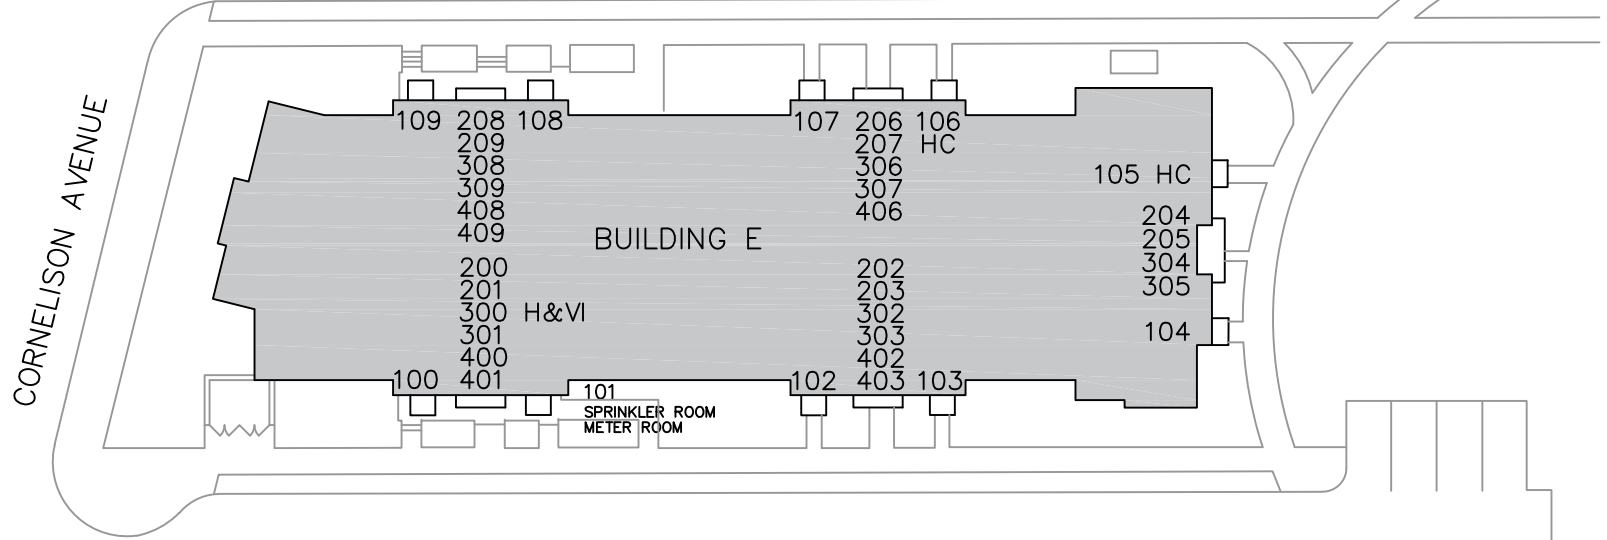 CORNELISON AVENUE
109 208 108
209
308
309
408
409
107 206 106
207 HC
306
307
406
105 HC
204
205
304
305
104
BUILDING E
200
201
300 H&VI
301
400
100 401
101
SPRINKLER ROOM
METER ROOM
202
203
302
303
402
102 403 103